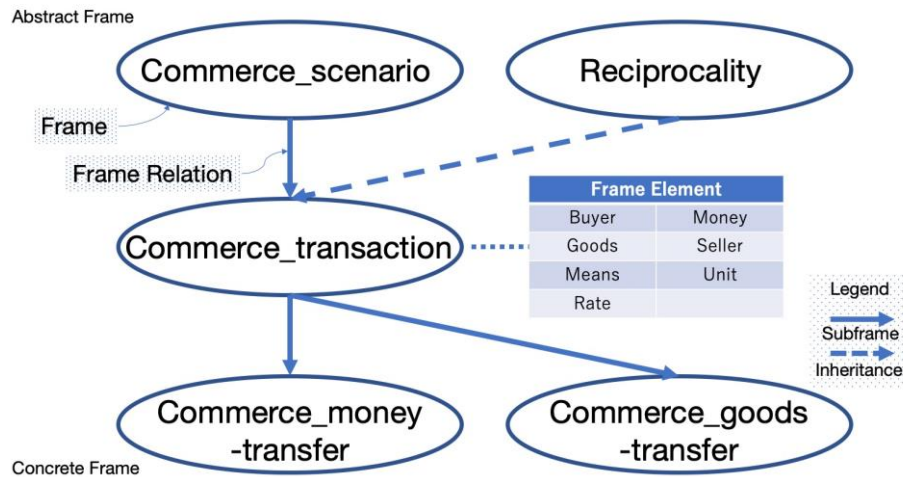 Abstract Frame
Commerce_scenario
Reciprocality
Frame
Frame Relation
Commerce_transaction
Frame Element
Buyer Money
Goods Seller
Means Unit
Rate
Legend
Subframe
Inheritance
Commerce_money
-transfer
Commerce_goods
-transfer
Concrete Frame